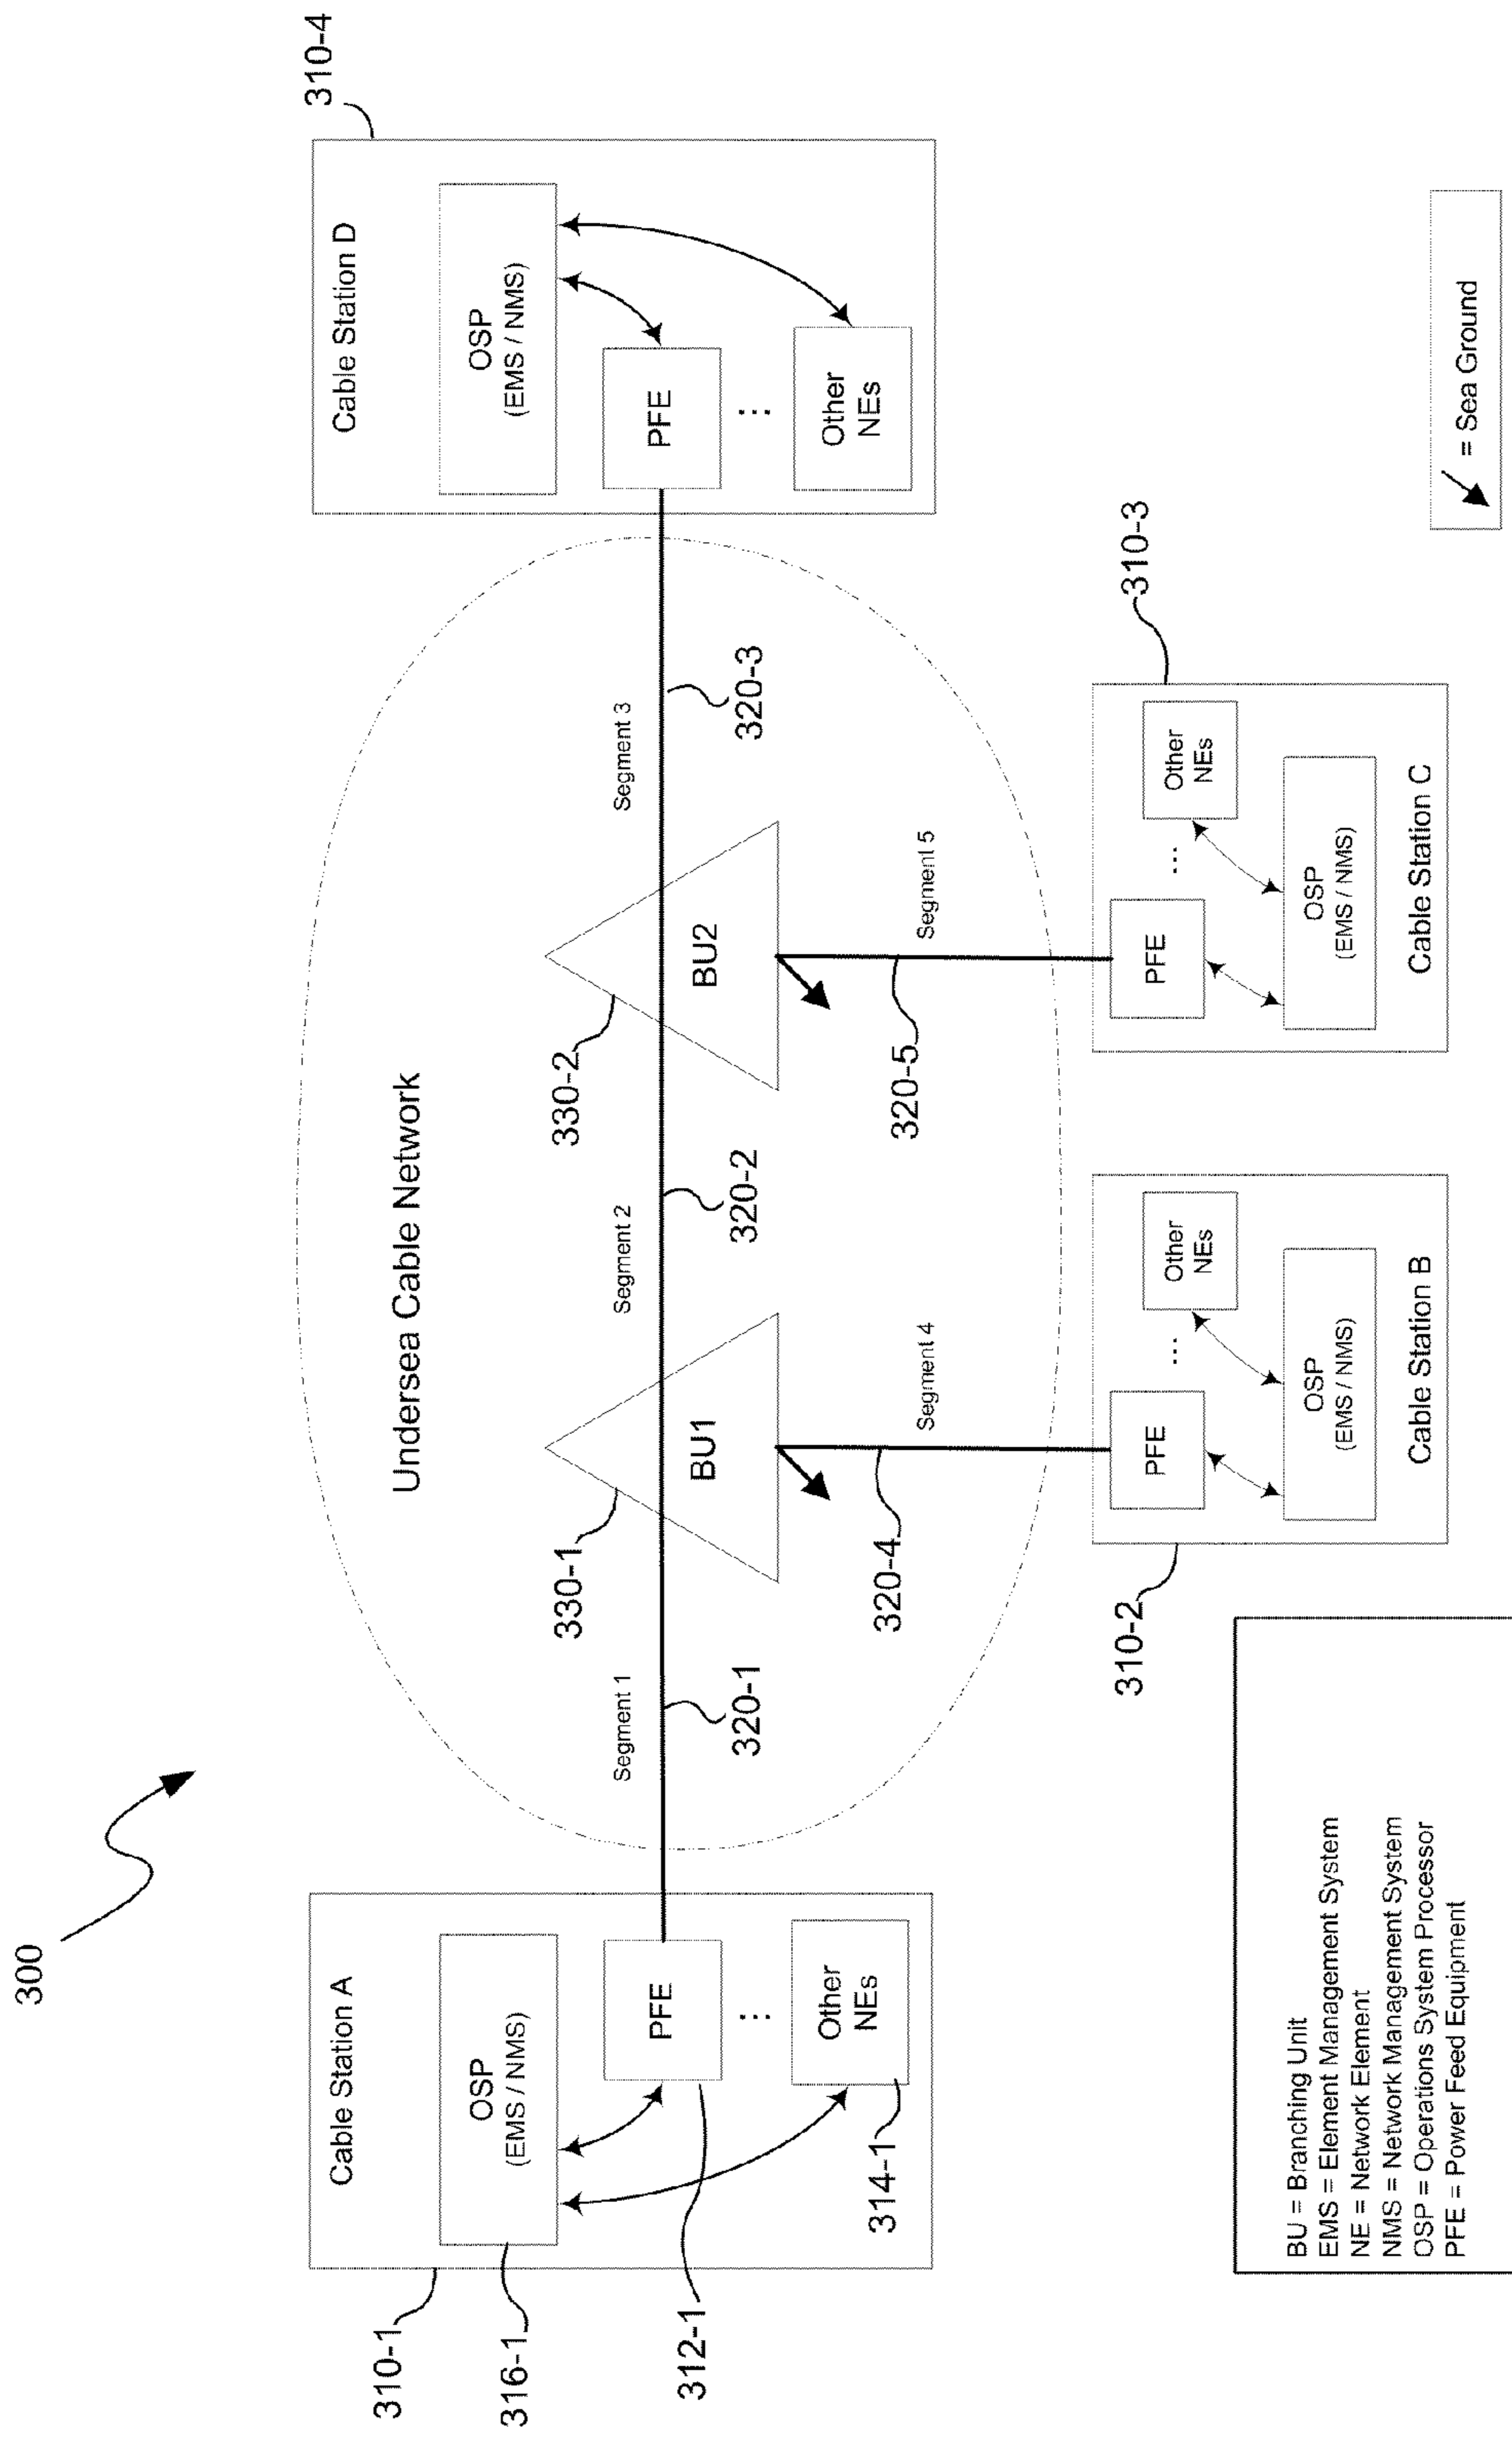 300
Undersea Cable Network
310-1
Cable Station A
316-1
OSP
(EMS / NMS)
312-1
PFE
⋮
314-1
Other
NEs
Segment 1
320-1
330-1
BU1
Segment 2
320-2
330-2
BU2
Segment 3
320-3
310-4
Cable Station D
OSP
(EMS / NMS)
PFE
⋮
Other
NEs
320-4
Segment 4
320-5
Segment 5
310-2
PFE
...
Other
NEs
OSP
(EMS / NMS)
Cable Station B
310-3
PFE
...
Other
NEs
OSP
(EMS / NMS)
Cable Station C
BU = Branching Unit
EMS = Element Management System
NE = Network Element
NMS = Network Management System
OSP = Operations System Processor
PFE = Power Feed Equipment
= Sea Ground